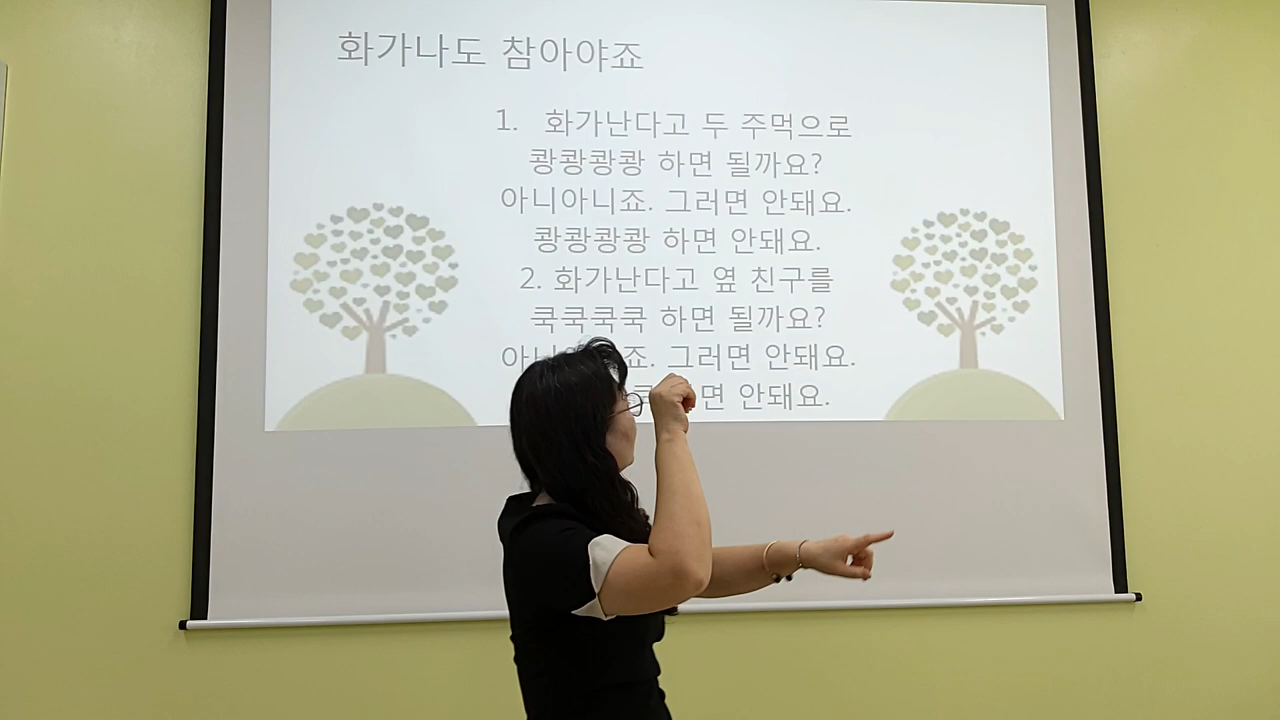 화가나도 참아야죠
1. 화가난다고 두 주먹으로
쾅쾅쾅쾅 하면 될까요?
아니아니죠. 그러면 안돼요.
쾅쾅쾅쾅 하면 안돼요.
2. 화가난다고 옆 친구를
쿡쿡쿡쿡 하면 될까요?
그러면 안돼요.
안돼요.